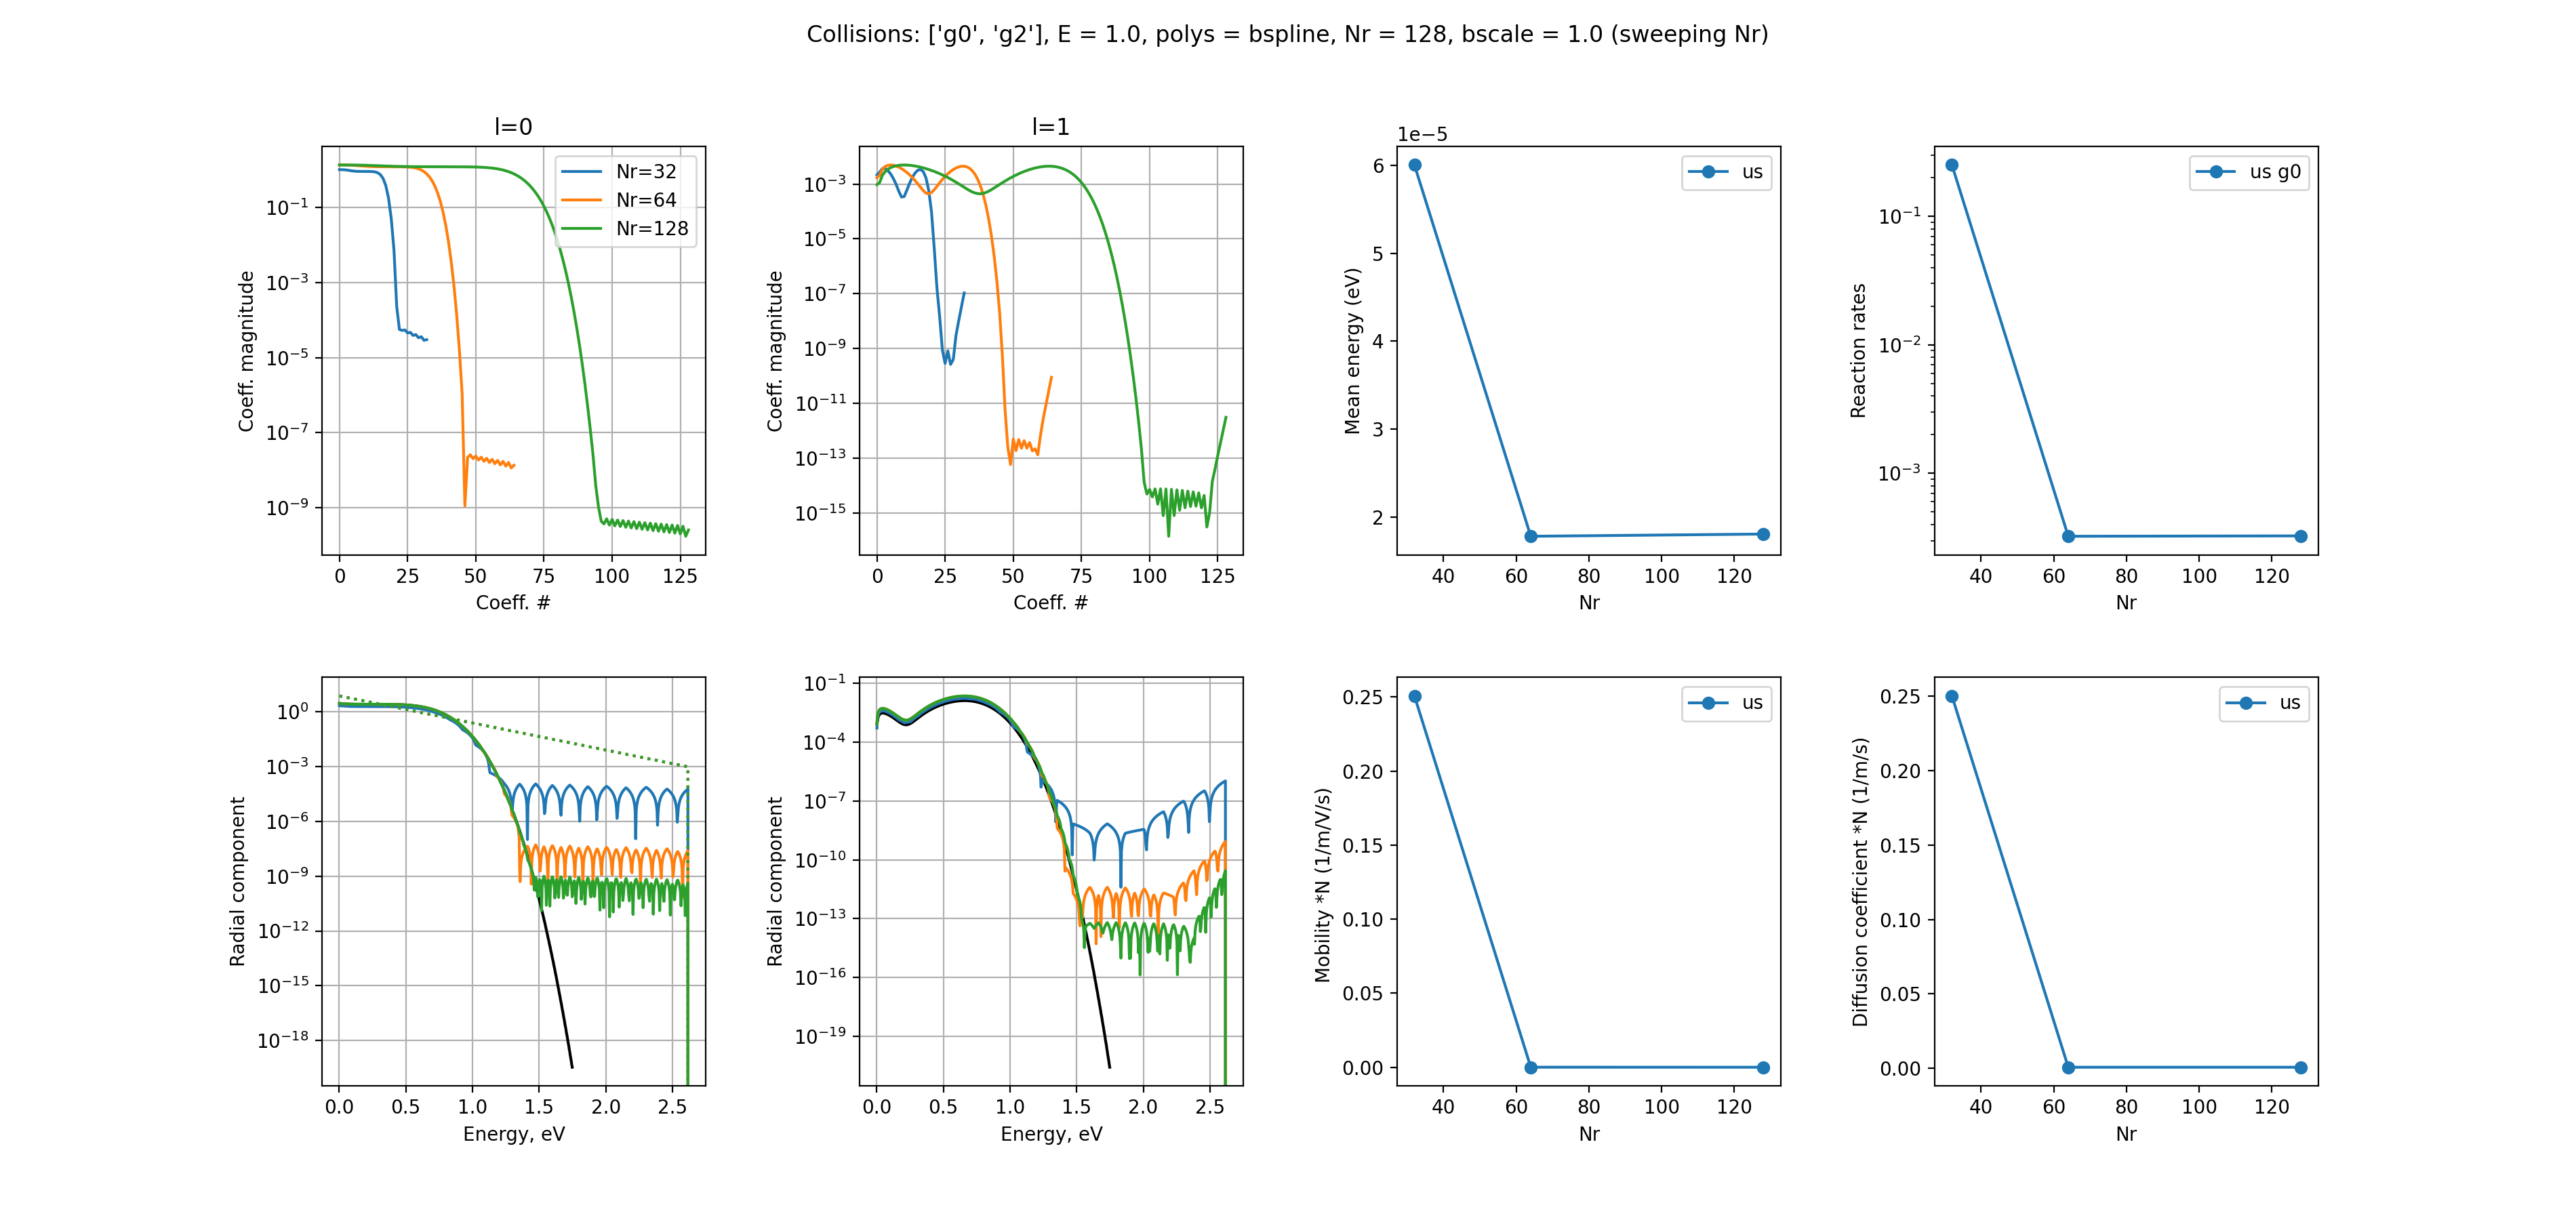 Collisions: ['g0', 'g2'], E = 1.0, polys = bspline, Nr = 128, bscale = 1.0 (sweeping Nr)
l=0
Nr=32
Nr=64
Nr=128
10⁻¹
10⁻³
10⁻⁵
10⁻⁷
10⁻⁹
Coeff. magnitude
0 25 50 75 100 125
Coeff. #
l=1
10⁻³
10⁻⁵
10⁻⁷
10⁻⁹
10⁻¹¹
10⁻¹³
10⁻¹⁵
Coeff. magnitude
0 25 50 75 100 125
Coeff. #
1e−5
us
6
5
4
3
2
Mean energy (eV)
40 60 80 100 120
Nr
us g0
10⁻¹
10⁻²
10⁻³
Reaction rates
40 60 80 100 120
Nr
10⁰
10⁻³
10⁻⁶
10⁻⁹
10⁻¹²
10⁻¹⁵
10⁻¹⁸
Radial component
0.0 0.5 1.0 1.5 2.0 2.5
Energy, eV
10⁻¹
10⁻⁴
10⁻⁷
10⁻¹⁰
10⁻¹³
10⁻¹⁶
10⁻¹⁹
Radial component
0.0 0.5 1.0 1.5 2.0 2.5
Energy, eV
us
0.25
0.20
0.15
0.10
0.05
0.00
Mobility *N (1/m/V/s)
40 60 80 100 120
Nr
us
0.25
0.20
0.15
0.10
0.05
0.00
Diffusion coefficient *N (1/m/s)
40 60 80 100 120
Nr